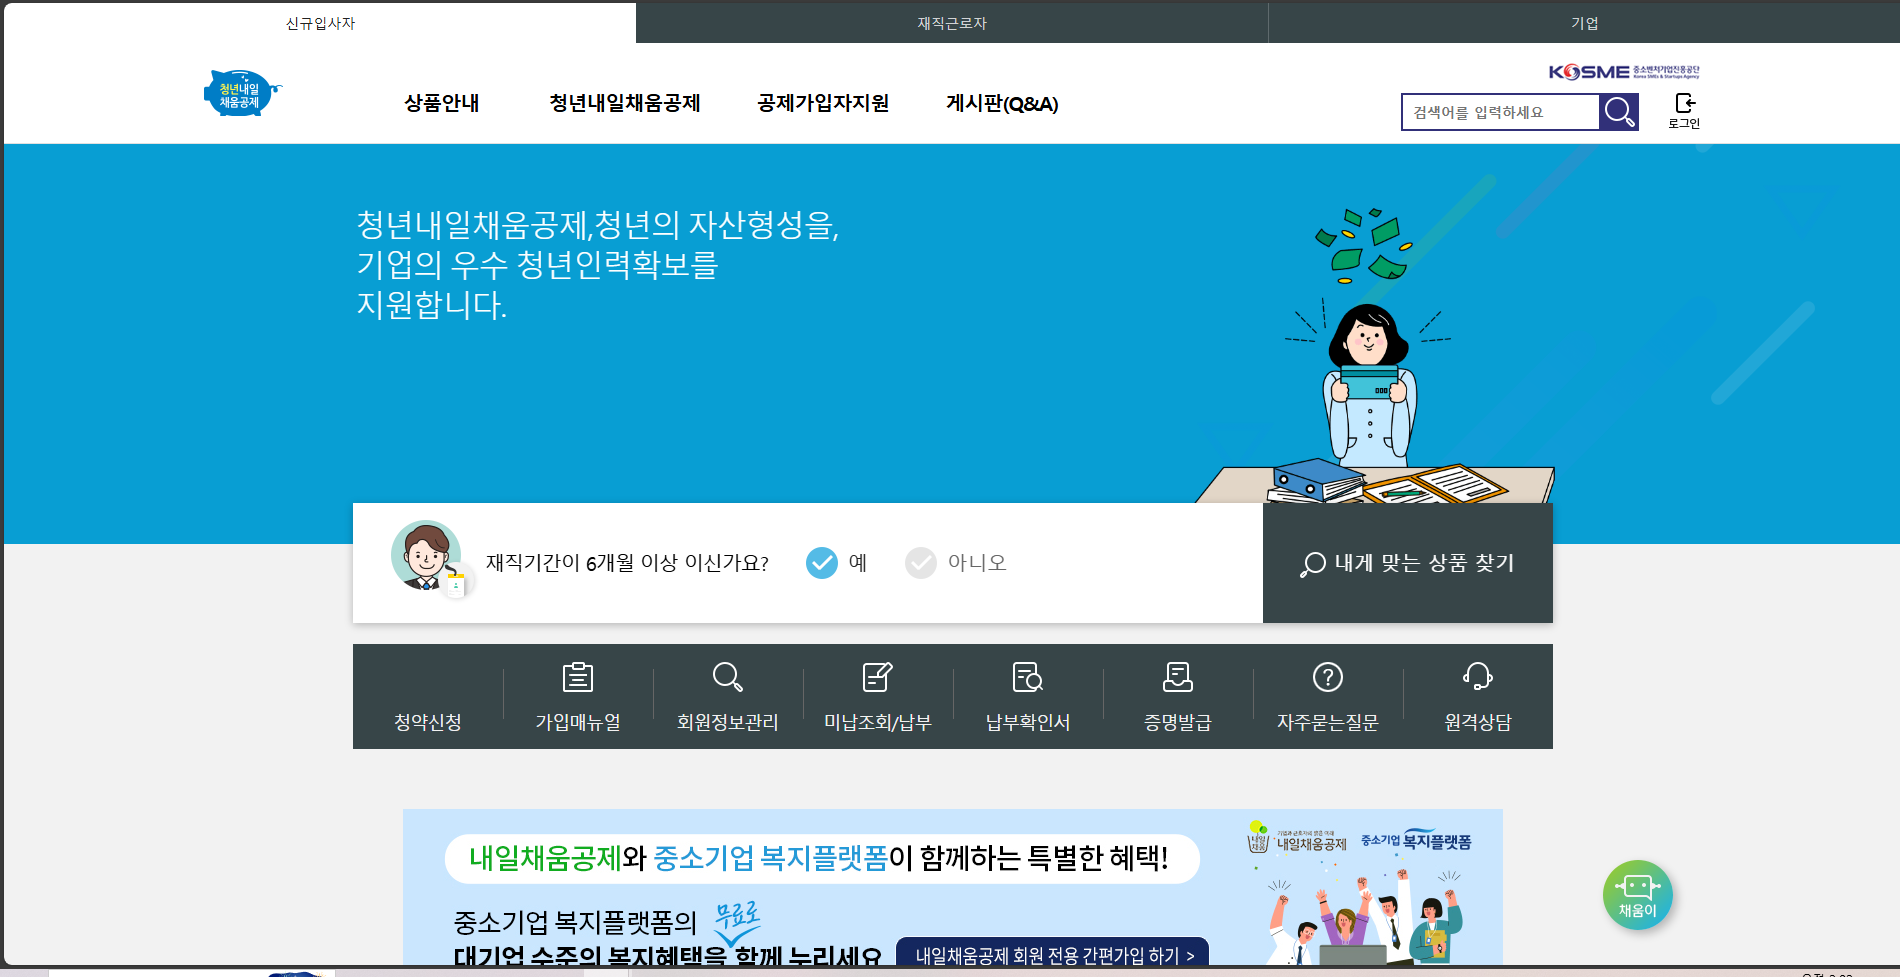 신규입사자
재직근로자
기업
청년내일
채움공제
상품안내
청년내일채움공제
공제가입자지원
게시판(Q&A)
KOSME 중소벤처기업진흥공단
Korea SMEs & Startups Agency
검색어를 입력하세요
로그인
청년내일채움공제,청년의 자산형성을,
기업의 우수 청년인력확보를
지원합니다.
재직기간이 6개월 이상 이신가요?
예
아니오
내게 맞는 상품 찾기
청약신청
가입매뉴얼
회원정보관리
미납조회/납부
납부확인서
증명발급
자주묻는질문
원격상담
내일채움공제와 중소기업 복지플랫폼이 함께하는 특별한 혜택!
내일채움공제
중소기업 복지플랫폼
중소기업 복지플랫폼의 무료로
대기업 수준의 복지혜택을 함께 누리세요
내일채움공제 회원 전용 간편가입 하기 >
채움이